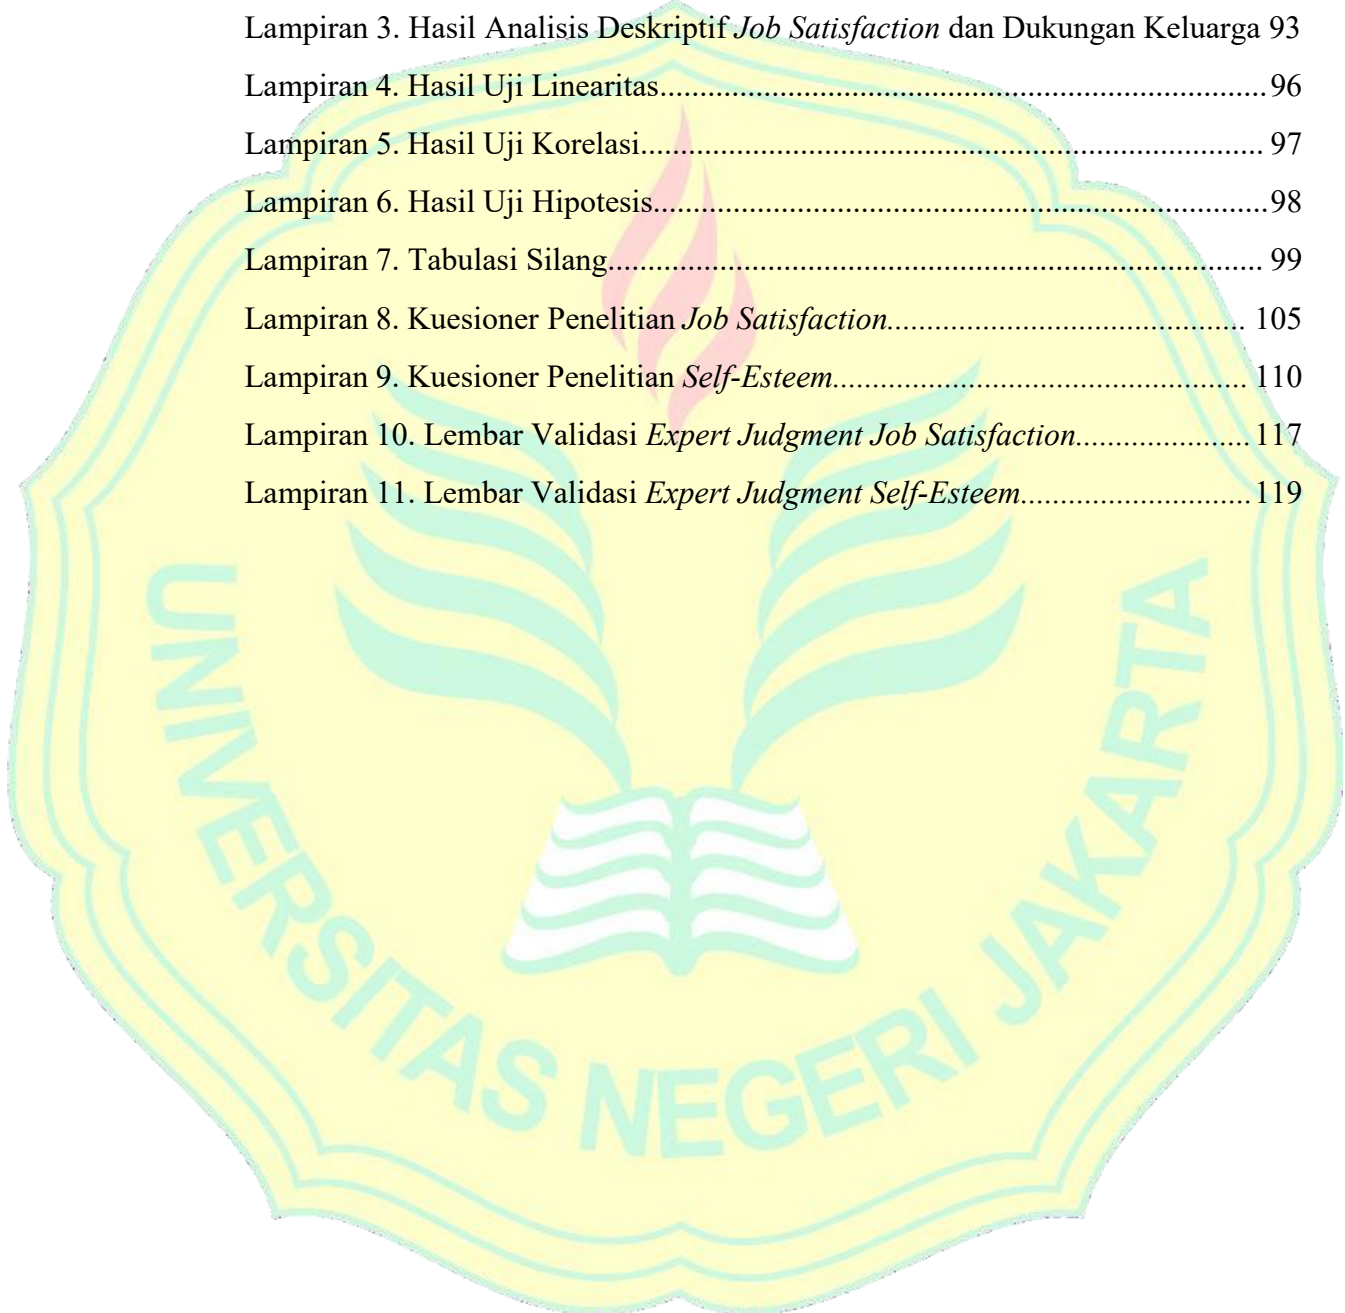 Lampiran 3. Hasil Analisis Deskriptif Job Satisfaction dan Dukungan Keluarga 93
Lampiran 4. Hasil Uji Linearitas........................................................................... 96
Lampiran 5. Hasil Uji Korelasi............................................................................. 97
Lampiran 6. Hasil Uji Hipotesis............................................................................98
Lampiran 7. Tabulasi Silang................................................................................. 99
Lampiran 8. Kuesioner Penelitian Job Satisfaction............................................ 105
Lampiran 9. Kuesioner Penelitian Self-Esteem................................................... 110
Lampiran 10. Lembar Validasi Expert Judgment Job Satisfaction..................... 117
Lampiran 11. Lembar Validasi Expert Judgment Self-Esteem............................ 119
UNIVERSITAS NEGERI JAKARTA